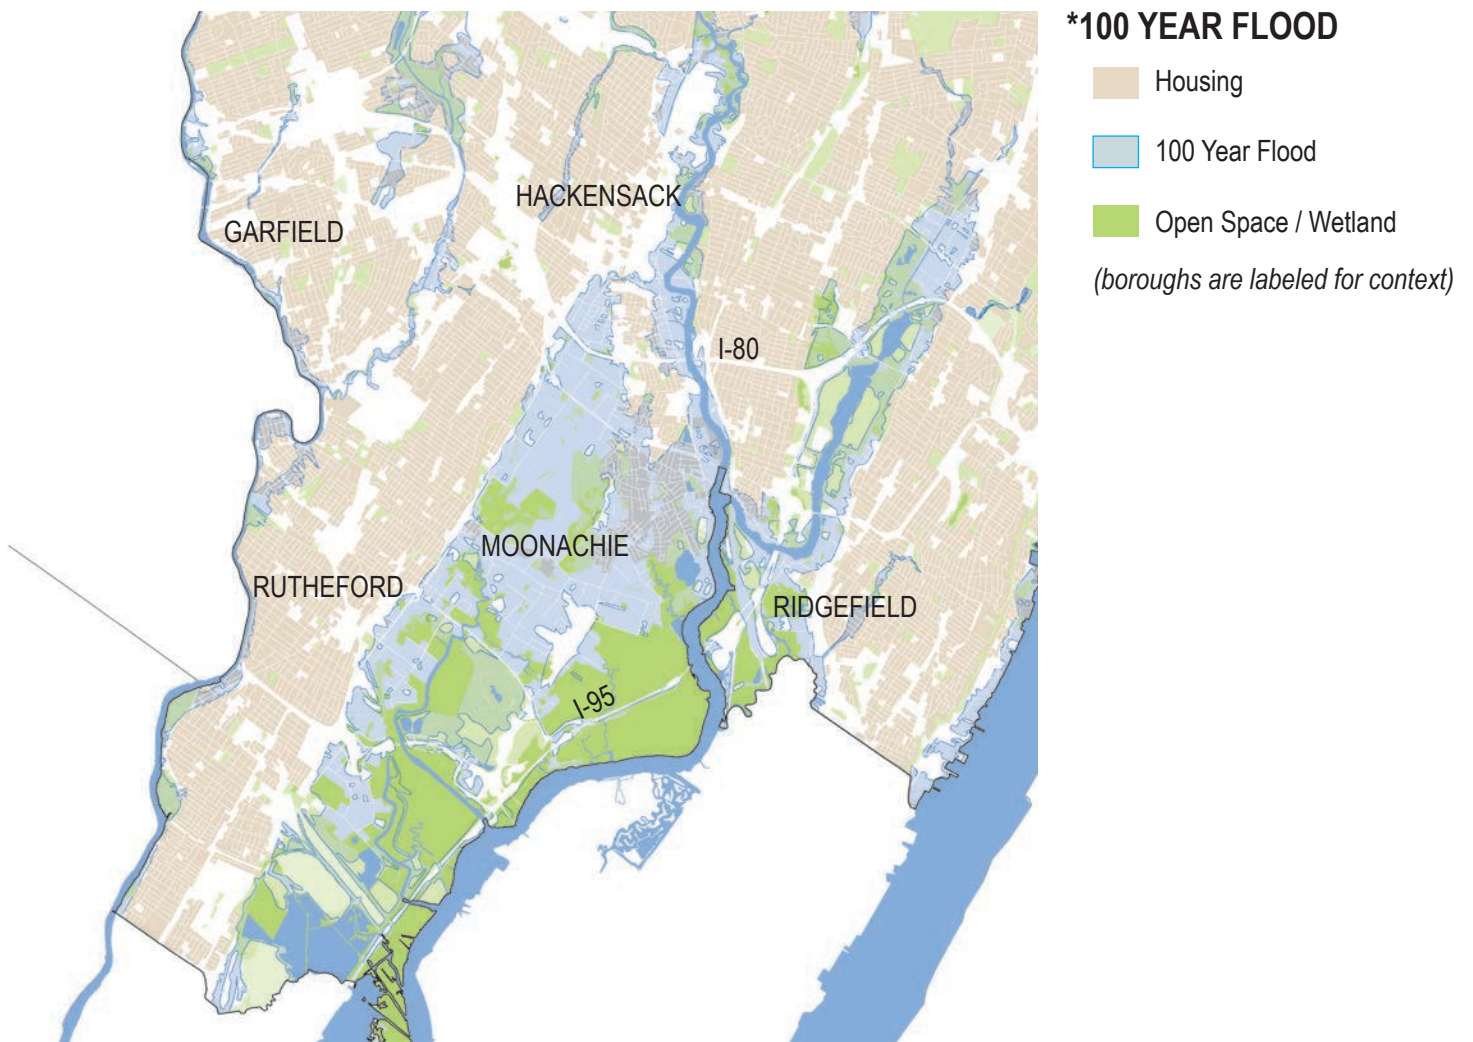 *100 YEAR FLOOD
Housing
100 Year Flood
Open Space / Wetland
(boroughs are labeled for context)
HACKENSACK
GARFIELD
I-80
MOONACHIE
RUTHEFORD
RIDGEFIELD
I-95